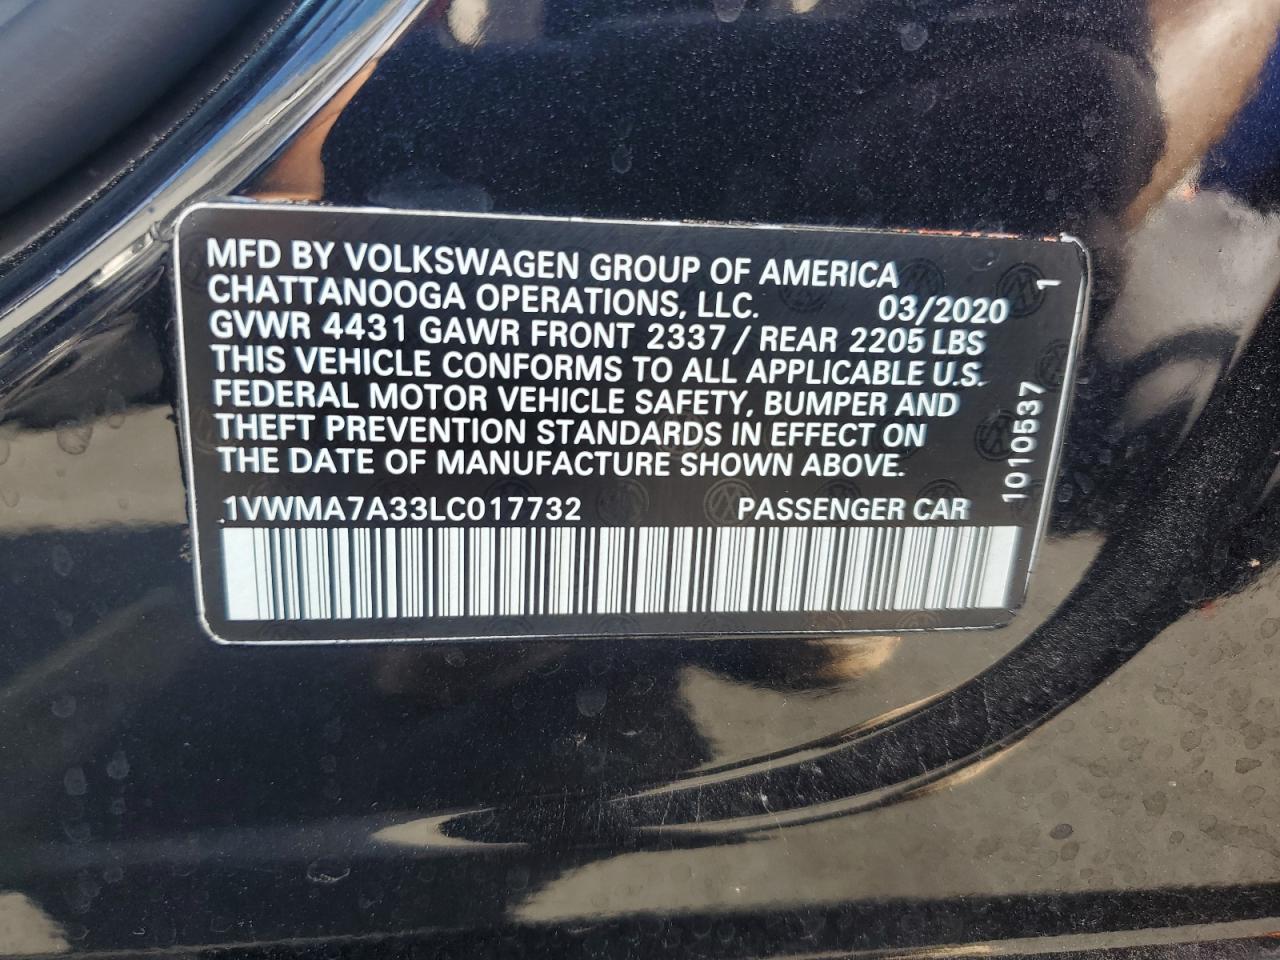 MFD BY VOLKSWAGEN GROUP OF AMERICA
CHATTANOOGA OPERATIONS, LLC. 03/2020
GVWR 4431 GAWR FRONT 2337 / REAR 2205 LBS
THIS VEHICLE CONFORMS TO ALL APPLICABLE U.S.
FEDERAL MOTOR VEHICLE SAFETY, BUMPER AND
THEFT PREVENTION STANDARDS IN EFFECT ON
THE DATE OF MANUFACTURE SHOWN ABOVE.
1VWMA7A33LC017732 PASSENGER CAR
1010537 1